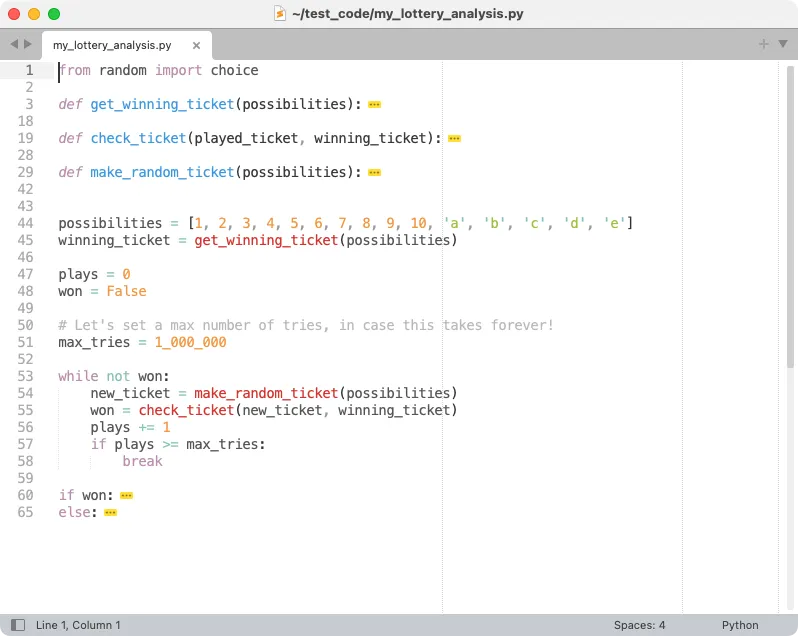 ~/test_code/my_lottery_analysis.py
my_lottery_analysis.py
1 from random import choice
2
3 def get_winning_ticket(possibilities):
18
19 def check_ticket(played_ticket, winning_ticket):
28
29 def make_random_ticket(possibilities):
42
43
44 possibilities = [1, 2, 3, 4, 5, 6, 7, 8, 9, 10, 'a', 'b', 'c', 'd', 'e']
45 winning_ticket = get_winning_ticket(possibilities)
46
47 plays = 0
48 won = False
49
50 # Let's set a max number of tries, in case this takes forever!
51 max_tries = 1_000_000
52
53 while not won:
54     new_ticket = make_random_ticket(possibilities)
55     won = check_ticket(new_ticket, winning_ticket)
56     plays += 1
57     if plays >= max_tries:
58         break
59
60 if won:
65 else:
Line 1, Column 1 Spaces: 4 Python